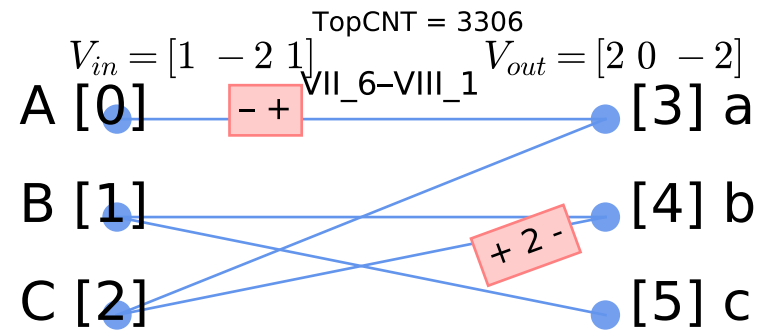 TopCNT = 3306
V_in = [1 −2 1]
V_out = [2 0 −2]
VII_6–VIII_1
A [0]
– +
[3] a
B [1]
[4] b
+ 2 -
C [2]
[5] c